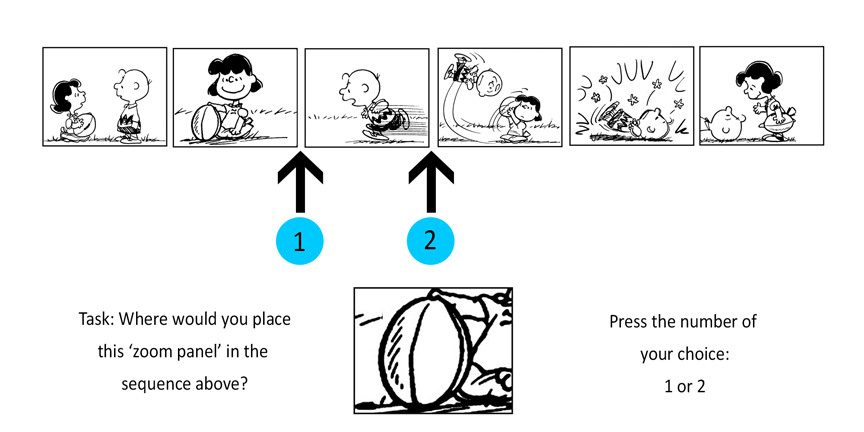 1
2
Task: Where would you place
this ‘zoom panel’ in the
sequence above?
Press the number of
your choice:
1 or 2